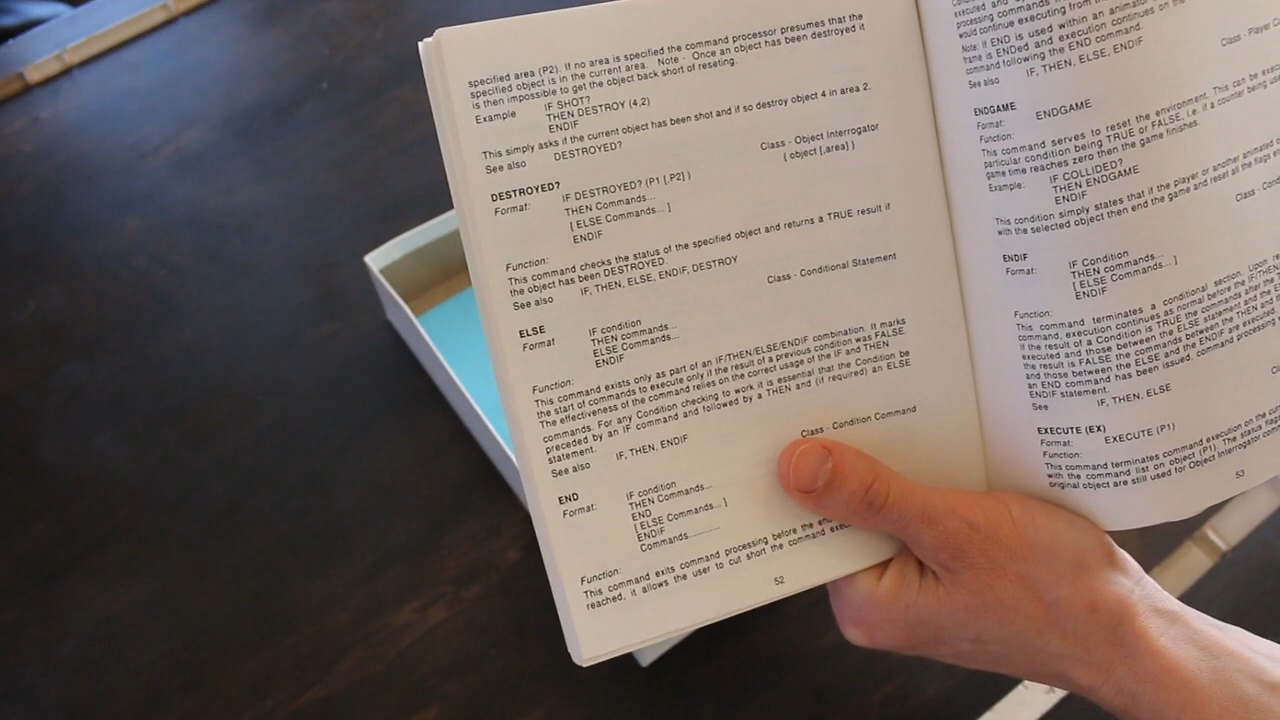 specified area (P2). If no area is specified the command processor presumes that the
specified object is in the current area. Note - Once an object has been destroyed it
is then impossible to get the object back short of reseting.
Example IF SHOT?
THEN DESTROY (4,2)
ENDIF
This simply asks if the current object has been shot and if so destroy object 4 in area 2.
See also DESTROYED?
Class - Object Interrogator
DESTROYED? [ object [,area] ]
Format: IF DESTROYED? (P1 [,P2] )
THEN Commands...
[ ELSE Commands... ]
ENDIF
Function:
This command checks the status of the specified object and returns a TRUE result if
the object has been DESTROYED.
See also IF, THEN, ELSE, ENDIF, DESTROY
Class - Conditional Statement
ELSE
Format IF condition
THEN commands...
ELSE Commands...
ENDIF
Function:
This command exists only as part of an IF/THEN/ELSE/ENDIF combination. It marks
the start of commands to execute only if the result of a previous condition was FALSE.
The effectiveness of the command relies on the correct usage of the IF and THEN
commands. For any Condition checking to work it is essential that the Condition be
preceded by an IF command and followed by a THEN and (if required) an ELSE
statement.
See also IF, THEN, ENDIF
Class - Condition Command
END
Format: IF condition
THEN Commands...
END
[ ELSE Commands... ]
ENDIF
Commands............
Function:
This command exits command processing before the
reached, it allows the user to cut short the command
52
executed and
processing commands
would continue executing from
Note: if END is used within an
frame is ENDed and execution continues on the
command following the END command.
See also IF, THEN, ELSE, ENDIF
Class - Player
ENDGAME
Format: ENDGAME
Function:
This command serves to reset the environment. This can be
particular condition being TRUE or FALSE, i.e. if a counter being
game time reaches zero then the game finishes.
Example: IF COLLIDED?
THEN ENDGAME
ENDIF
This condition simply states that if the player or another animated
with the selected object then end the game and reset all the flags
Class -
ENDIF
Format: IF Condition
THEN commands...
[ ELSE Commands... ]
ENDIF
Function:
This command terminates a conditional section. Upon
command, execution continues as normal before the
If the result of a Condition is TRUE the commands after the
executed and those between the ELSE statement and the
result is FALSE the commands between the THEN and
and those between the ELSE and the ENDIF are executed
an END command has been issued, command processing
ENDIF statement.
See IF, THEN, ELSE
EXECUTE (EX)
Format: EXECUTE (P1)
Function:
This command terminates command execution on the
with the command list on object (P1). The status flags
original object are still used for Object Interrogator
53